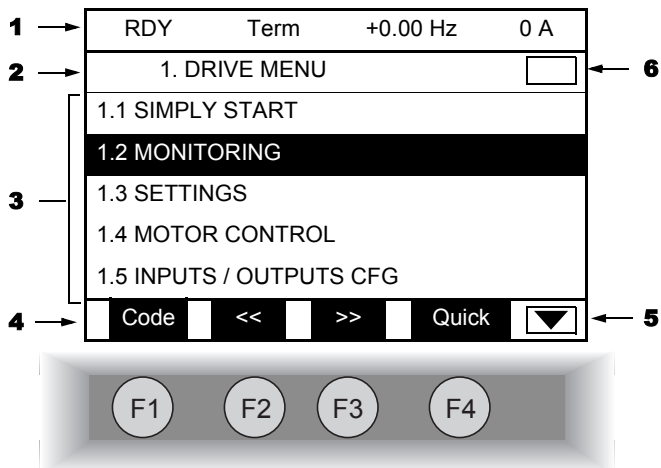 1 RDY Term +0.00 Hz 0 A
2 1. DRIVE MENU 6
1.1 SIMPLY START
1.2 MONITORING
3 1.3 SETTINGS
1.4 MOTOR CONTROL
1.5 INPUTS / OUTPUTS CFG
4 Code << >> Quick 5
F1 F2 F3 F4